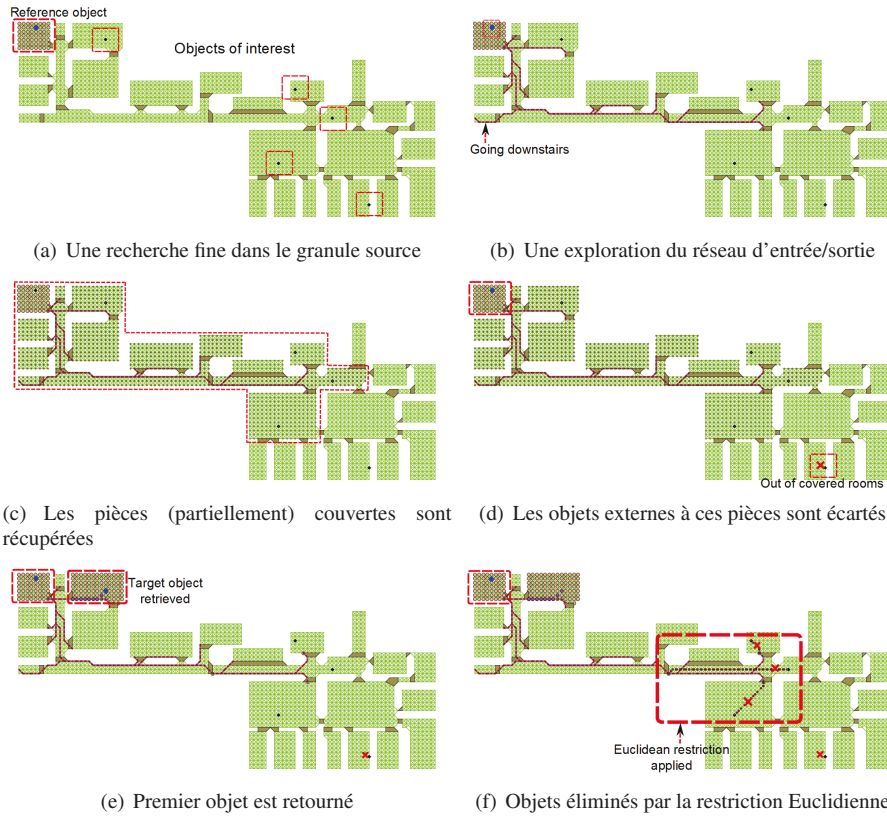 Reference object
Objects of interest
Going downstairs
(a) Une recherche fine dans le granule source
(b) Une exploration du réseau d'entrée/sortie
Out of covered rooms
(c) Les pièces (partiellement) couvertes sont
récupérées
(d) Les objets externes à ces pièces sont écartés
Target object
retrieved
Euclidean restriction
applied
(e) Premier objet est retourné
(f) Objets éliminés par la restriction Euclidienne